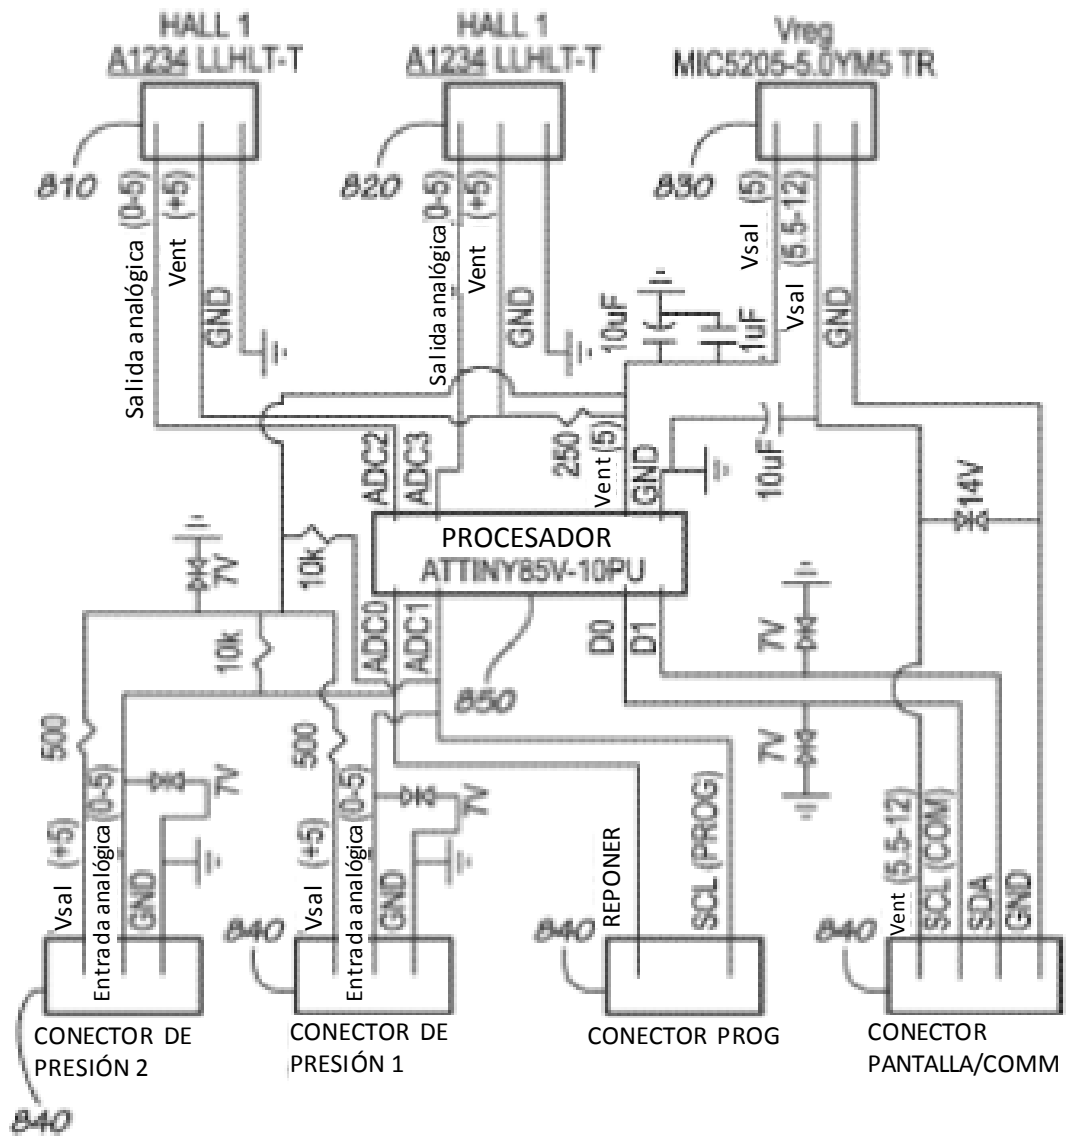 HALL 1
A1234 LLHLT-T
HALL 1
A1234 LLHLT-T
Vreg
MIC5205-5.0YM5 TR
810
820
830
Salida analógica (0-5)
Vent (+5)
GND
Salida analógica (0-5)
Vent (+5)
GND
Vsal (5)
Vsal (5.5-12)
GND
10uF
.1uF
250
Vent (5)
GND
10uF
14V
ADC2
ADC3
PROCESADOR
ATTINY85V-10PU
850
ADC0
ADC1
D0
D1
7V
10k
10k
7V
7V
500
500
7V
7V
Vsal (+5)
Entrada analógica (0-5)
GND
Vsal (+5)
Entrada analógica (0-5)
GND
REPONER
SCL (PROG)
Vent (5.5-12)
SCL (COM)
SDA
GND
840
840
840
840
CONECTOR DE
PRESIÓN 2
CONECTOR DE
PRESIÓN 1
CONECTOR PROG
CONECTOR
PANTALLA/COMM